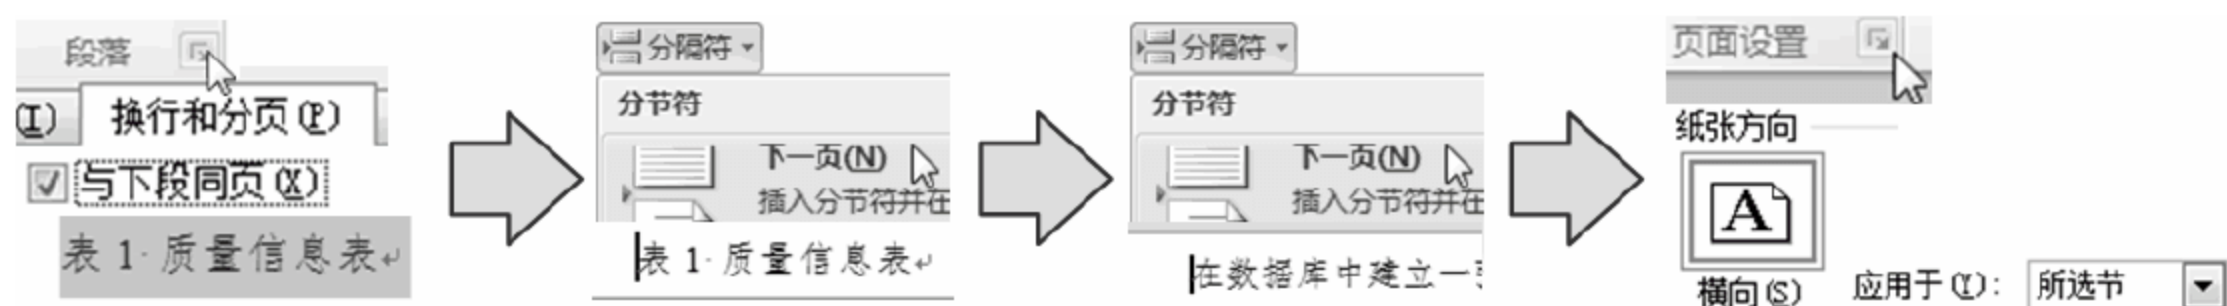 段落
(I) 换行和分页(P)
与下段同页(X)
表 1 质量信息表
分隔符
分节符
下一页(N)
插入分节符并在
表 1 质量信息表
分隔符
分节符
下一页(N)
插入分节符并在
在数据库中建立一
页面设置
纸张方向
A
横向(S) 应用于(Y): 所选节